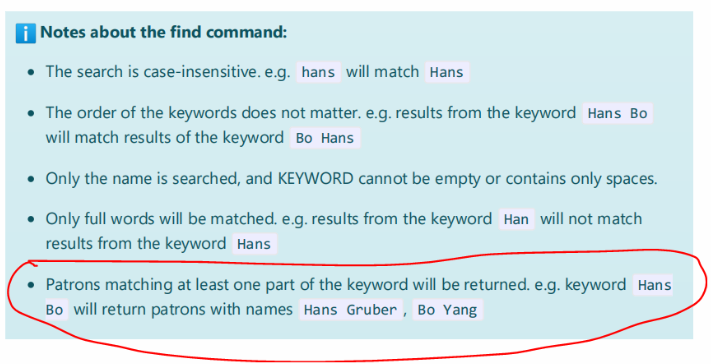 ℹ Notes about the find command:
• The search is case-insensitive. e.g. hans will match Hans
• The order of the keywords does not matter. e.g. results from the keyword Hans Bo
will match results of the keyword Bo Hans
• Only the name is searched, and KEYWORD cannot be empty or contains only spaces.
• Only full words will be matched. e.g. results from the keyword Han will not match
results from the keyword Hans
• Patrons matching at least one part of the keyword will be returned. e.g. keyword Hans
Bo will return patrons with names Hans Gruber , Bo Yang